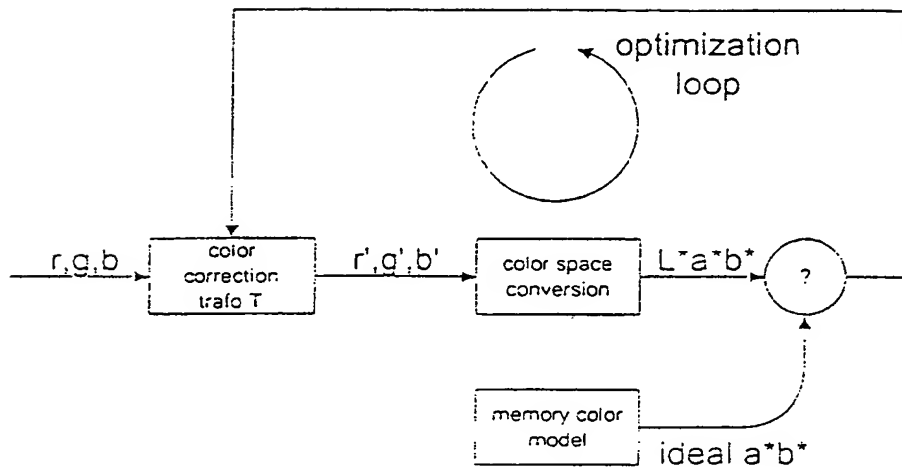 optimization
loop
r,g,b
color
correction
trafo T
r',g',b'
color space
conversion
L*a*b*
?
memory color
model
ideal a*b*